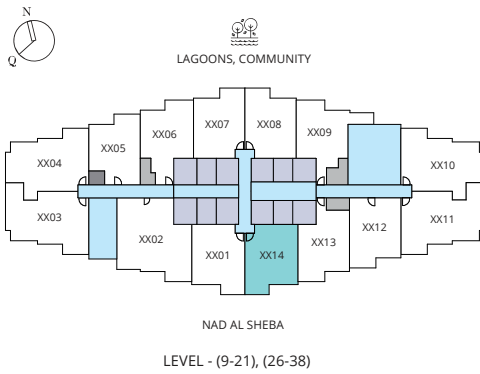 N
Q
LAGOONS, COMMUNITY
XX07 XX08
XX06 XX09
XX05
XX04 XX10
XX03 XX11
XX02 XX12
XX13
XX01 XX14
NAD AL SHEBA
LEVEL - (9-21), (26-38)